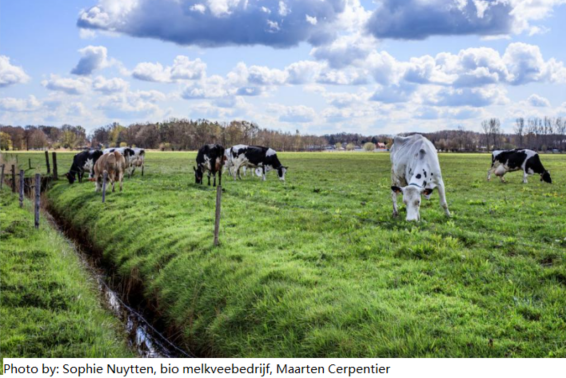 Photo by: Sophie Nuytten, bio melkveebedrijf, Maarten Cerpentier